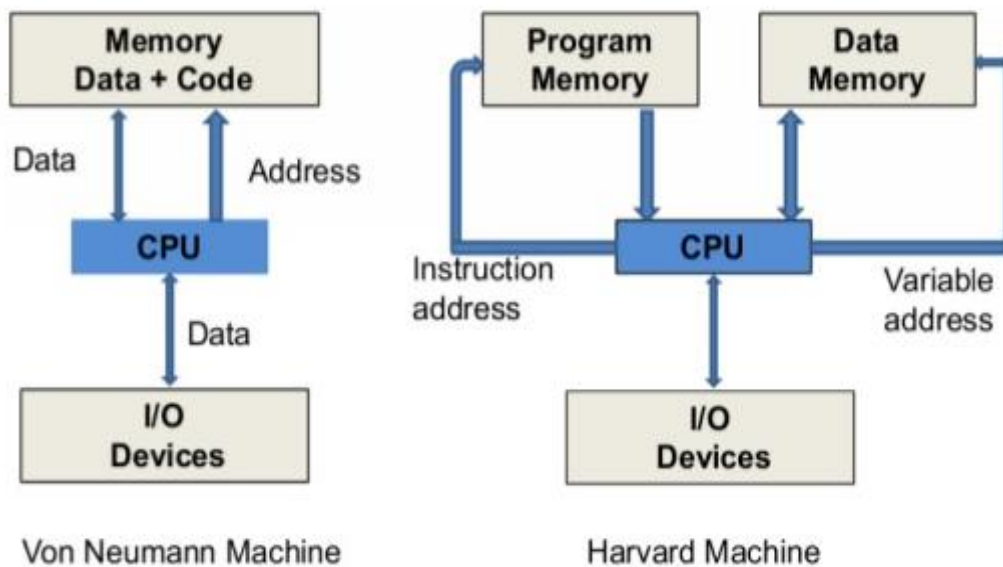 Memory
Data + Code
Data
Address
CPU
Data
I/O
Devices
Von Neumann Machine
Program
Memory
Data
Memory
CPU
Instruction
address
Variable
address
I/O
Devices
Harvard Machine